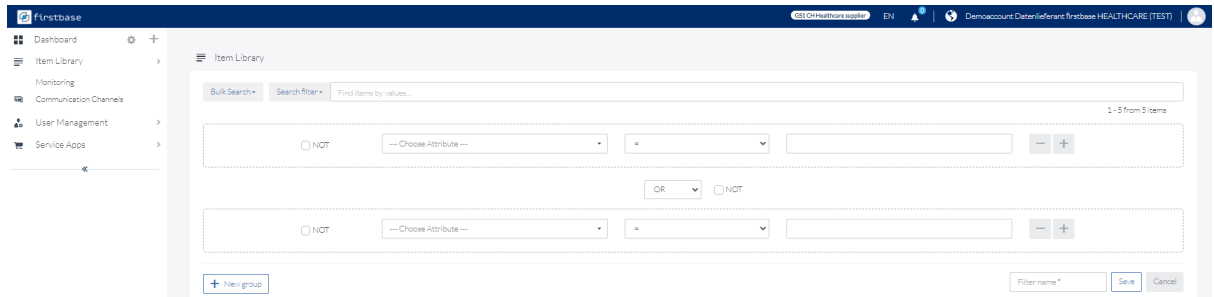 firstbase
GS1 CH Healthcare supplier EN 0 Demoaccount Datenlieferant firstbase HEALTHCARE (TEST)
Dashboard
Item Library
Monitoring
Communication Channels
User Management
Service Apps
Item Library
Bulk Search Search filter Find items by values...
1 - 5 from 5 items
NOT --- Choose Attribute --- =
OR NOT
NOT --- Choose Attribute --- =
+ New group Filter name * Save Cancel